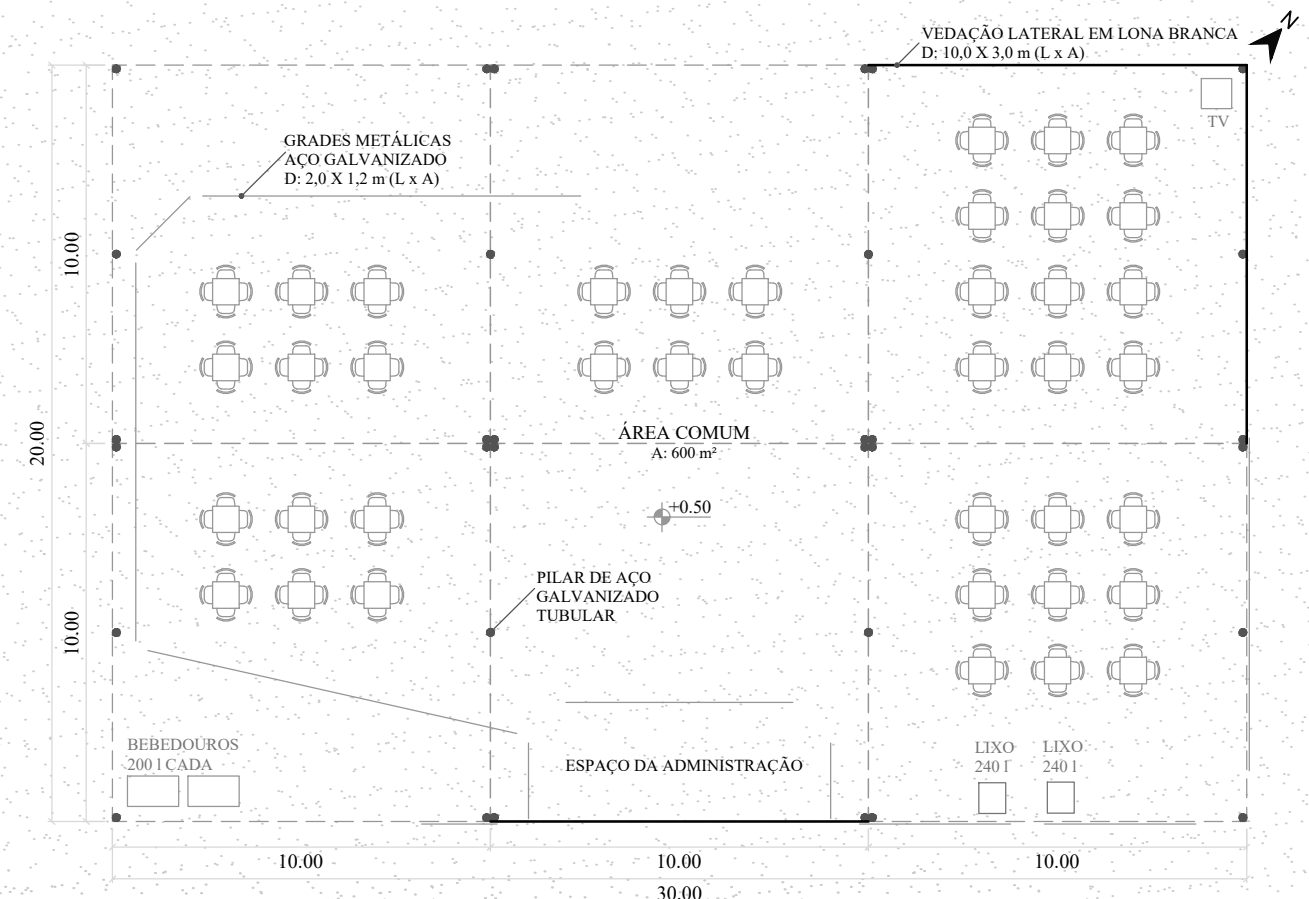 N
VEDAÇÃO LATERAL EM LONA BRANCA
D: 10,0 X 3,0 m (L x A)
TV
GRADES METÁLICAS
AÇO GALVANIZADO
D: 2,0 X 1,2 m (L x A)
10.00
20.00
ÁREA COMUM
A: 600 m²
+0.50
PILAR DE AÇO
GALVANIZADO
TUBULAR
10.00
BEBEDOUROS
200 l CADA
ESPAÇO DA ADMINISTRAÇÃO
LIXO
240 l
LIXO
240 l
10.00
10.00
10.00
30.00